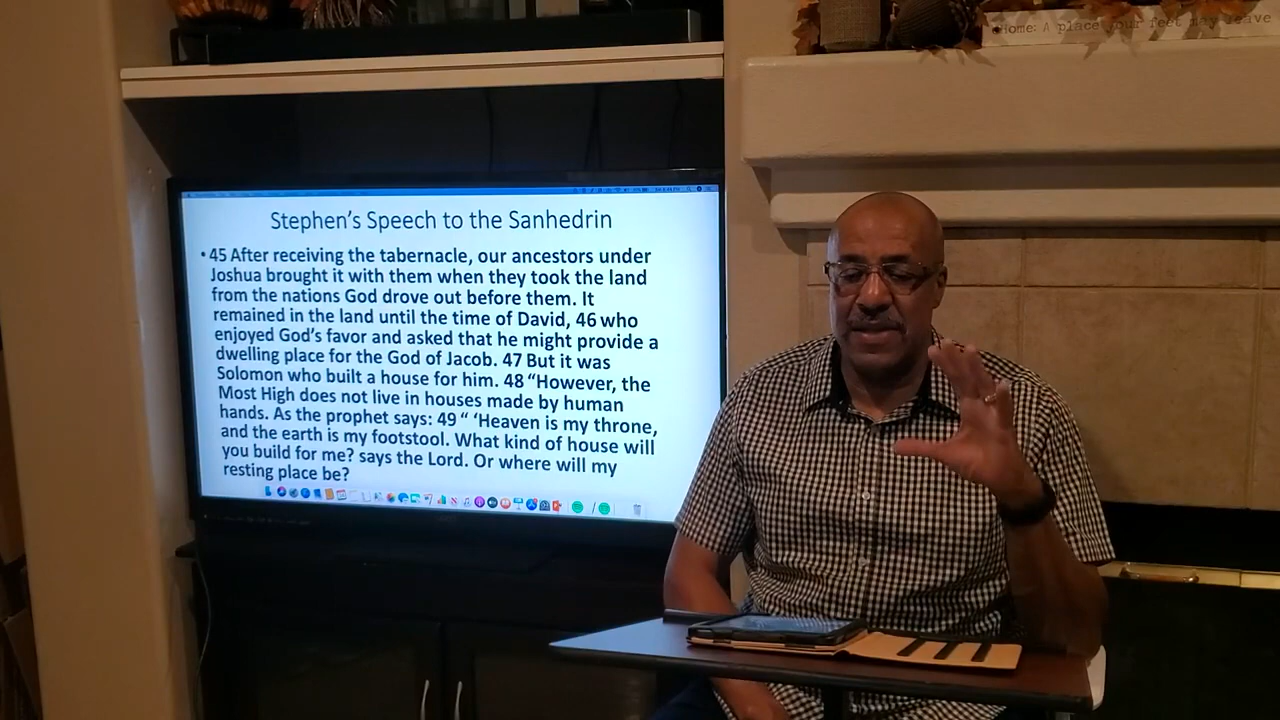 Home: A place your feet may leave
Stephen's Speech to the Sanhedrin
• 45 After receiving the tabernacle, our ancestors under
Joshua brought it with them when they took the land
from the nations God drove out before them. It
remained in the land until the time of David, 46 who
enjoyed God's favor and asked that he might provide a
dwelling place for the God of Jacob. 47 But it was
Solomon who built a house for him. 48 “However, the
Most High does not live in houses made by human
hands. As the prophet says: 49 “ ‘Heaven is my throne,
and the earth is my footstool. What kind of house will
you build for me? says the Lord. Or where will my
resting place be?